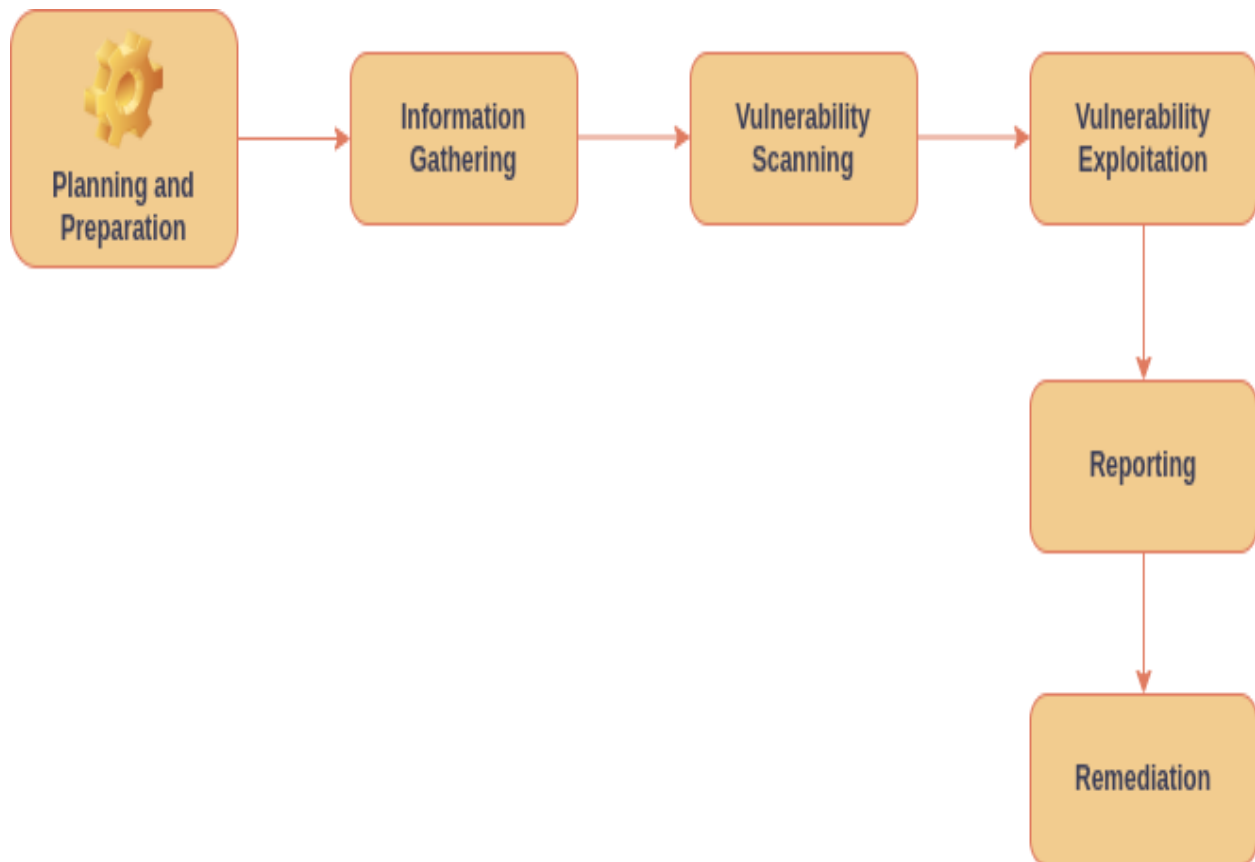 Planning and
Preparation
Information
Gathering
Vulnerability
Scanning
Vulnerability
Exploitation
Reporting
Remediation